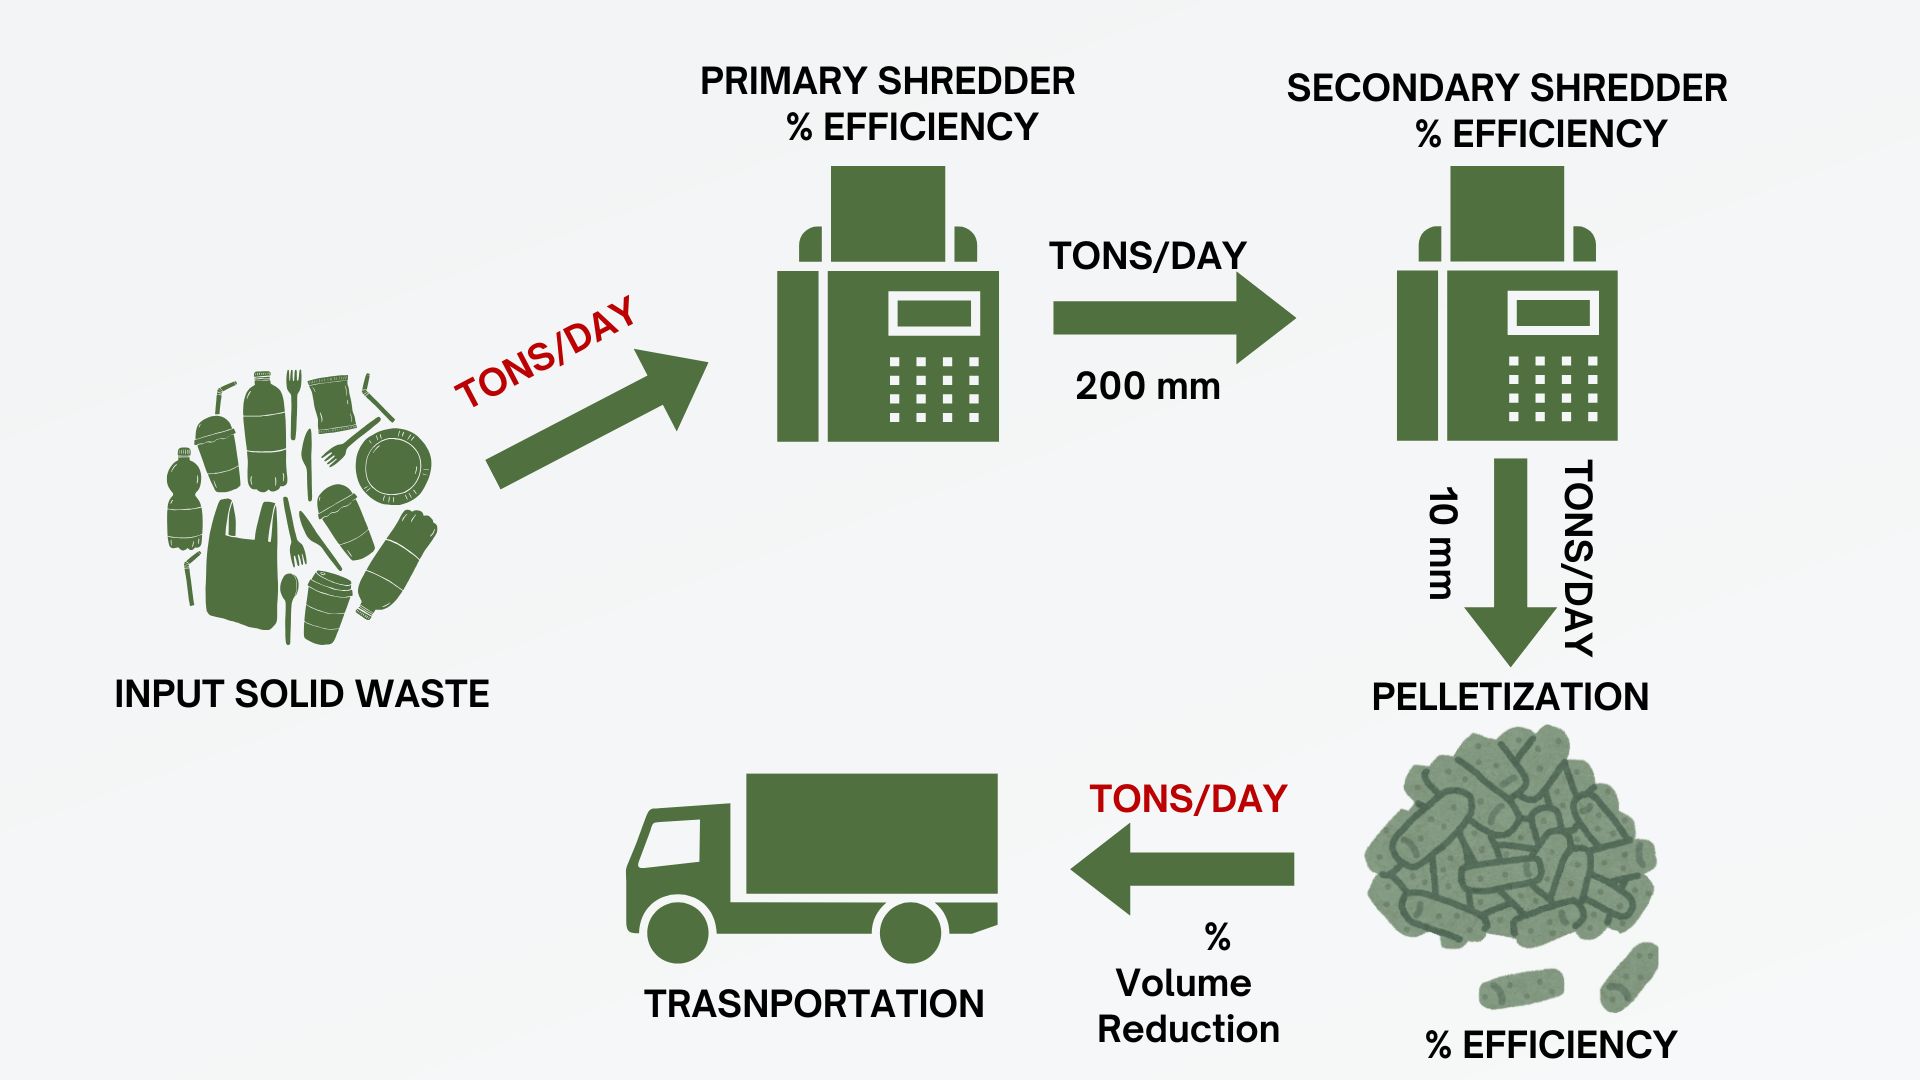 PRIMARY SHREDDER
% EFFICIENCY
SECONDARY SHREDDER
% EFFICIENCY
TONS/DAY
TONS/DAY
200 mm
10 mm
TONS/DAY
INPUT SOLID WASTE
PELLETIZATION
TONS/DAY
%
Volume
Reduction
TRASNPORTATION
% EFFICIENCY